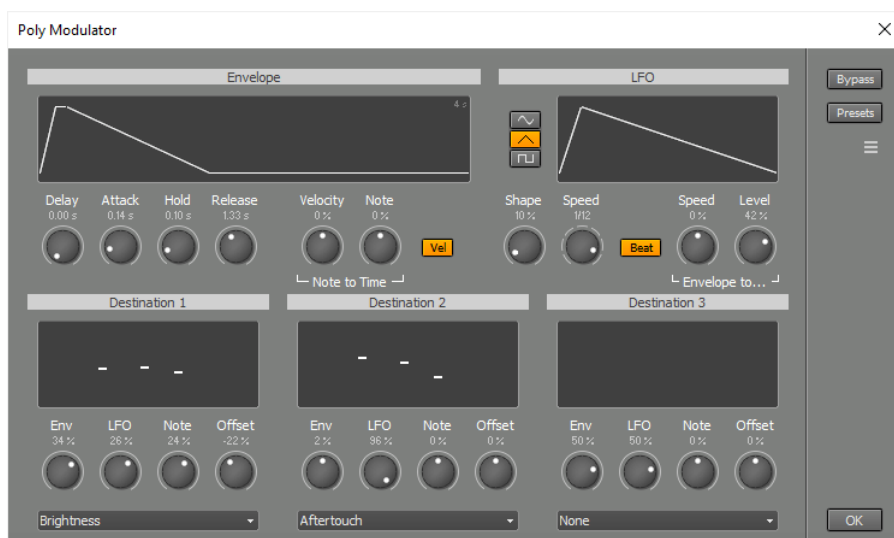 Poly Modulator
Envelope
LFO
Bypass
Presets
4 s
Delay Attack Hold Release Velocity Note
0.00 s 0.14 s 0.10 s 1.33 s 0 % 0 %
Vel
Note to Time
Shape Speed Speed Level
10 % 1/12 0 % 42 %
Beat
Envelope to...
Destination 1
Destination 2
Destination 3
Env LFO Note Offset
34 % 26 % 24 % -22 %
Env LFO Note Offset
2 % 96 % 0 % 0 %
Env LFO Note Offset
50 % 50 % 0 % 0 %
Brightness
Aftertouch
None
OK